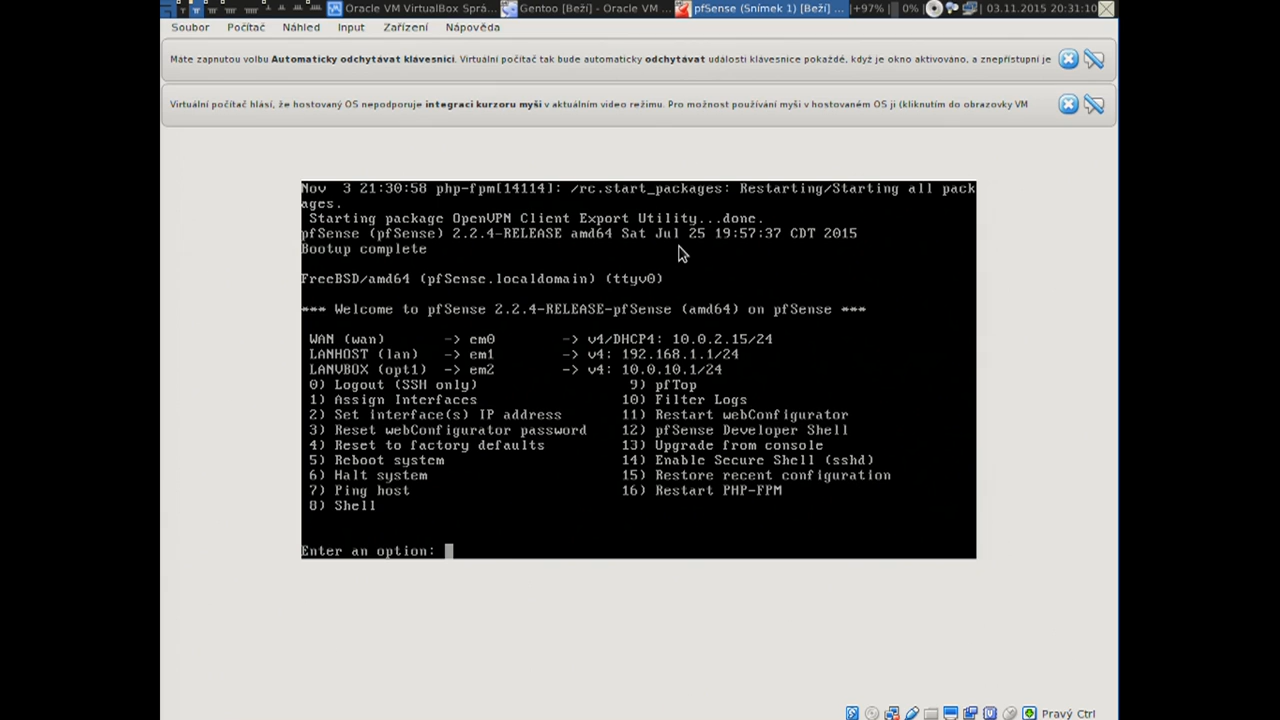 Oracle VM VirtualBox Sprá... Gentoo [Beží] - Oracle VM ... pfSense (Snímek 1) [Beží] ... +97% 0% 03.11.2015 20:31:10
Soubor Počítač Náhled Input Zařízení Nápověda
Máte zapnutou volbu Automaticky odchytávat klávesnici. Virtuální počítač tak bude automaticky odchytávat události klávesnice pokaždé, když je okno aktivováno, a znepřístupní je
Virtuální počítač hlásí, že hostovaný OS nepodporuje integraci kurzoru myši v aktuálním video režimu. Pro možnost používání myši v hostovaném OS ji (kliknutím do obrazovky VM
Nov  3 21:30:58 php-fpm[14114]: /rc.start_packages: Restarting/Starting all pack
ages.
Starting package OpenVPN Client Export Utility...done.
pfSense (pfSense) 2.2.4-RELEASE amd64 Sat Jul 25 19:57:37 CDT 2015
Bootup complete
FreeBSD/amd64 (pfSense.localdomain) (ttyv0)
*** Welcome to pfSense 2.2.4-RELEASE-pfSense (amd64) on pfSense ***
WAN (wan) -> em0 -> v4/DHCP4: 10.0.2.15/24
LANHOST (lan) -> em1 -> v4: 192.168.1.1/24
LANVBOX (opt1) -> em2 -> v4: 10.0.10.1/24
0) Logout (SSH only) 9) pfTop
1) Assign Interfaces 10) Filter Logs
2) Set interface(s) IP address 11) Restart webConfigurator
3) Reset webConfigurator password 12) pfSense Developer Shell
4) Reset to factory defaults 13) Upgrade from console
5) Reboot system 14) Enable Secure Shell (sshd)
6) Halt system 15) Restore recent configuration
7) Ping host 16) Restart PHP-FPM
8) Shell
Enter an option:
Pravý Ctrl